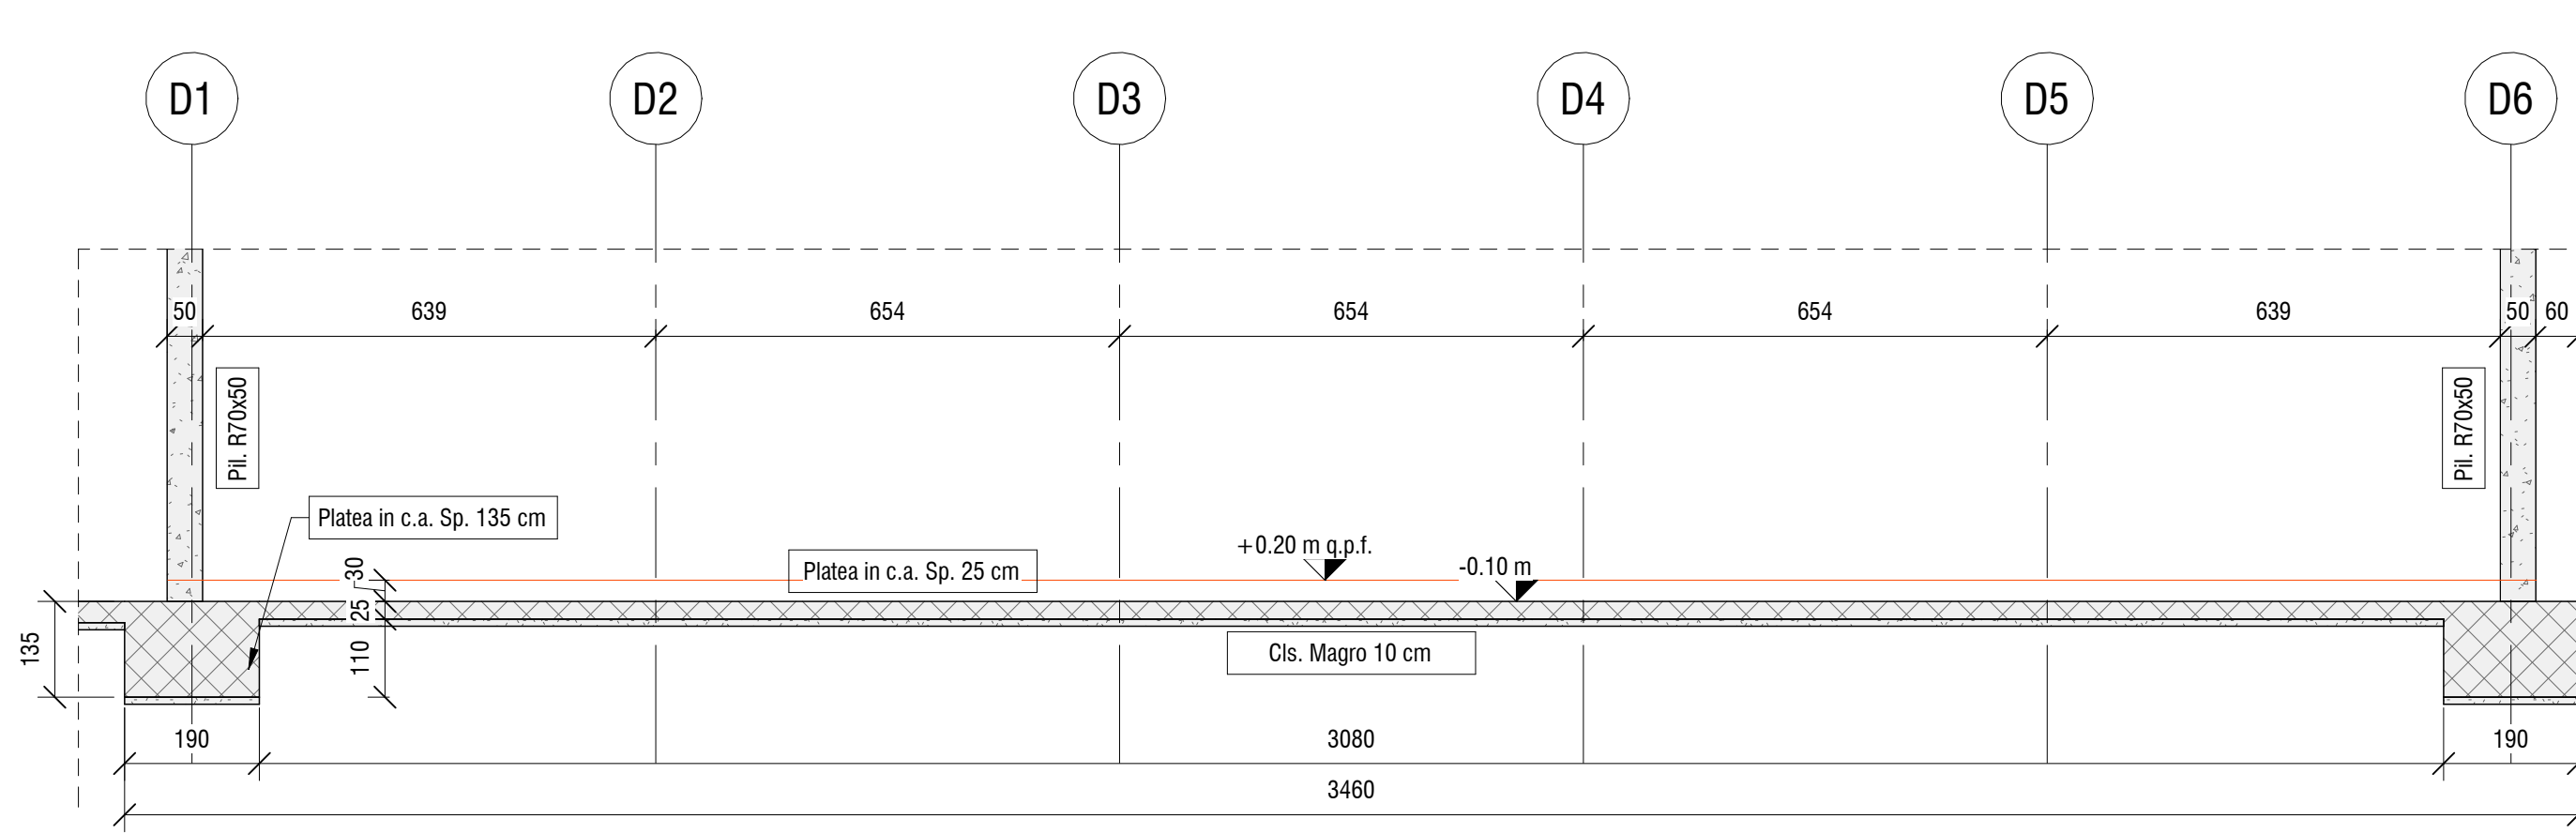 D1 D2 D3 D4 D5 D6
50 639 654 654 654 639 50 60
Pil. R70x50
Pil. R70x50
Platea in c.a. Sp. 135 cm
+0.20 m q.p.f.
-0.10 m
Platea in c.a. Sp. 25 cm
30
25
110
135
Cls. Magro 10 cm
190 3080 190
3460